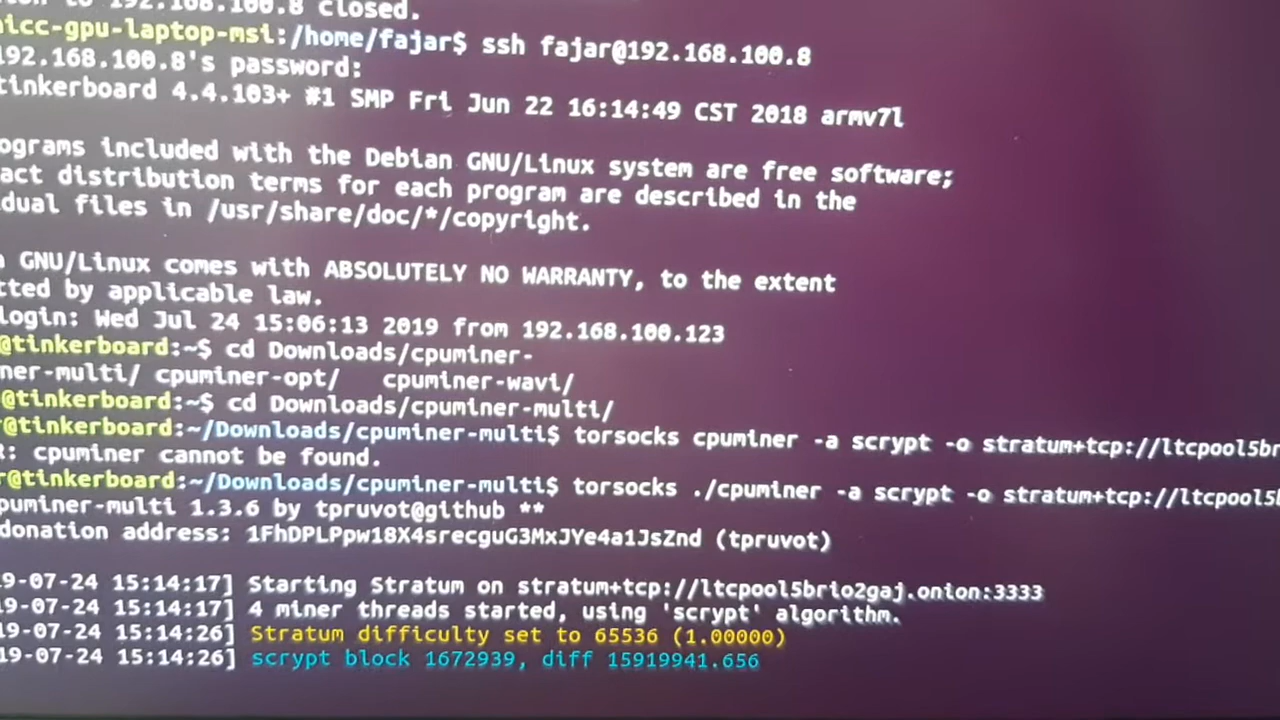 192.168.100.8 closed.
icc-gpu-laptop-msi:/home/fajar$ ssh fajar@192.168.100.8
192.168.100.8's password:
tinkerboard 4.4.103+ #1 SMP Fri Jun 22 16:14:49 CST 2018 armv7l
ograms included with the Debian GNU/Linux system are free software;
act distribution terms for each program are described in the
idual files in /usr/share/doc/*/copyright.
GNU/Linux comes with ABSOLUTELY NO WARRANTY, to the extent
tted by applicable law.
login: Wed Jul 24 15:06:13 2019 from 192.168.100.123
@tinkerboard:~$ cd Downloads/cpuminer-
ner-multi/ cpuminer-opt/ cpuminer-wavi/
@tinkerboard:~$ cd Downloads/cpuminer-multi/
r@tinkerboard:~/Downloads/cpuminer-multi$ torsocks cpuminer -a scrypt -o stratum+tcp://ltcpool5br
R: cpuminer cannot be found.
r@tinkerboard:~/Downloads/cpuminer-multi$ torsocks ./cpuminer -a scrypt -o stratum+tcp://ltcpool5b
puminer-multi 1.3.6 by tpruvot@github **
donation address: 1FhDPLPpw18X4srecguG3MxJYe4a1JsZnd (tpruvot)
19-07-24 15:14:17] Starting Stratum on stratum+tcp://ltcpool5brio2gaj.onion:3333
19-07-24 15:14:17] 4 miner threads started, using 'scrypt' algorithm.
19-07-24 15:14:26] Stratum difficulty set to 65536 (1.00000)
19-07-24 15:14:26] scrypt block 1672939, diff 15919941.656